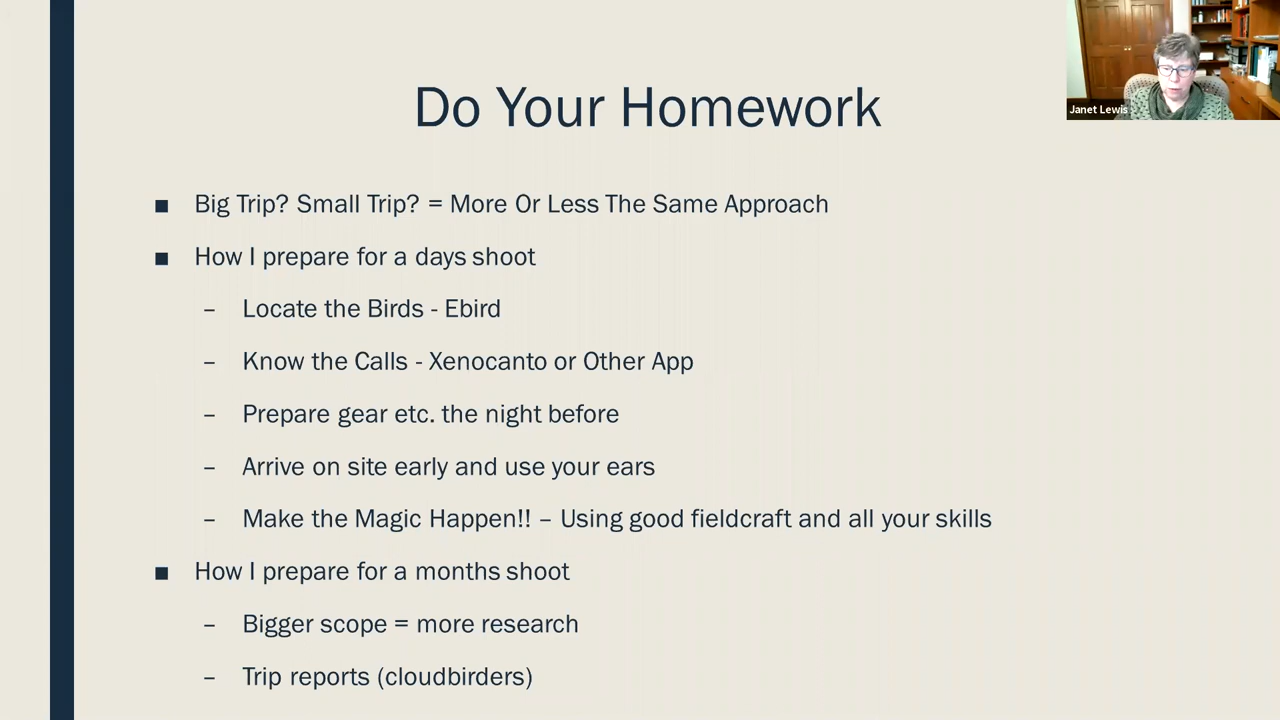 Do Your Homework
Janet Lewis
■ Big Trip? Small Trip? = More Or Less The Same Approach
■ How I prepare for a days shoot
– Locate the Birds - Ebird
– Know the Calls - Xenocanto or Other App
– Prepare gear etc. the night before
– Arrive on site early and use your ears
– Make the Magic Happen!! – Using good fieldcraft and all your skills
■ How I prepare for a months shoot
– Bigger scope = more research
– Trip reports (cloudbirders)